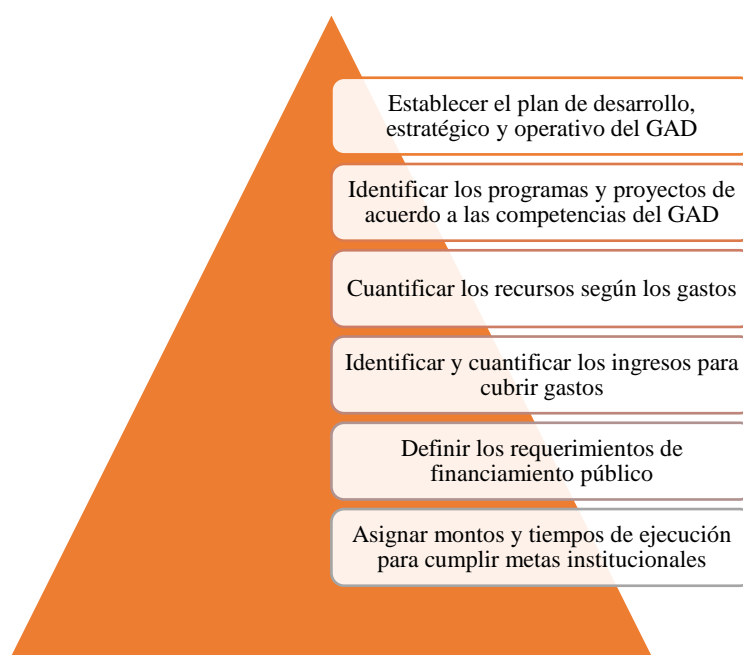 Establecer el plan de desarrollo,
estratégico y operativo del GAD
Identificar los programas y proyectos de
acuerdo a las competencias del GAD
Cuantificar los recursos según los gastos
Identificar y cuantificar los ingresos para
cubrir gastos
Definir los requerimientos de
financiamiento público
Asignar montos y tiempos de ejecución
para cumplir metas institucionales